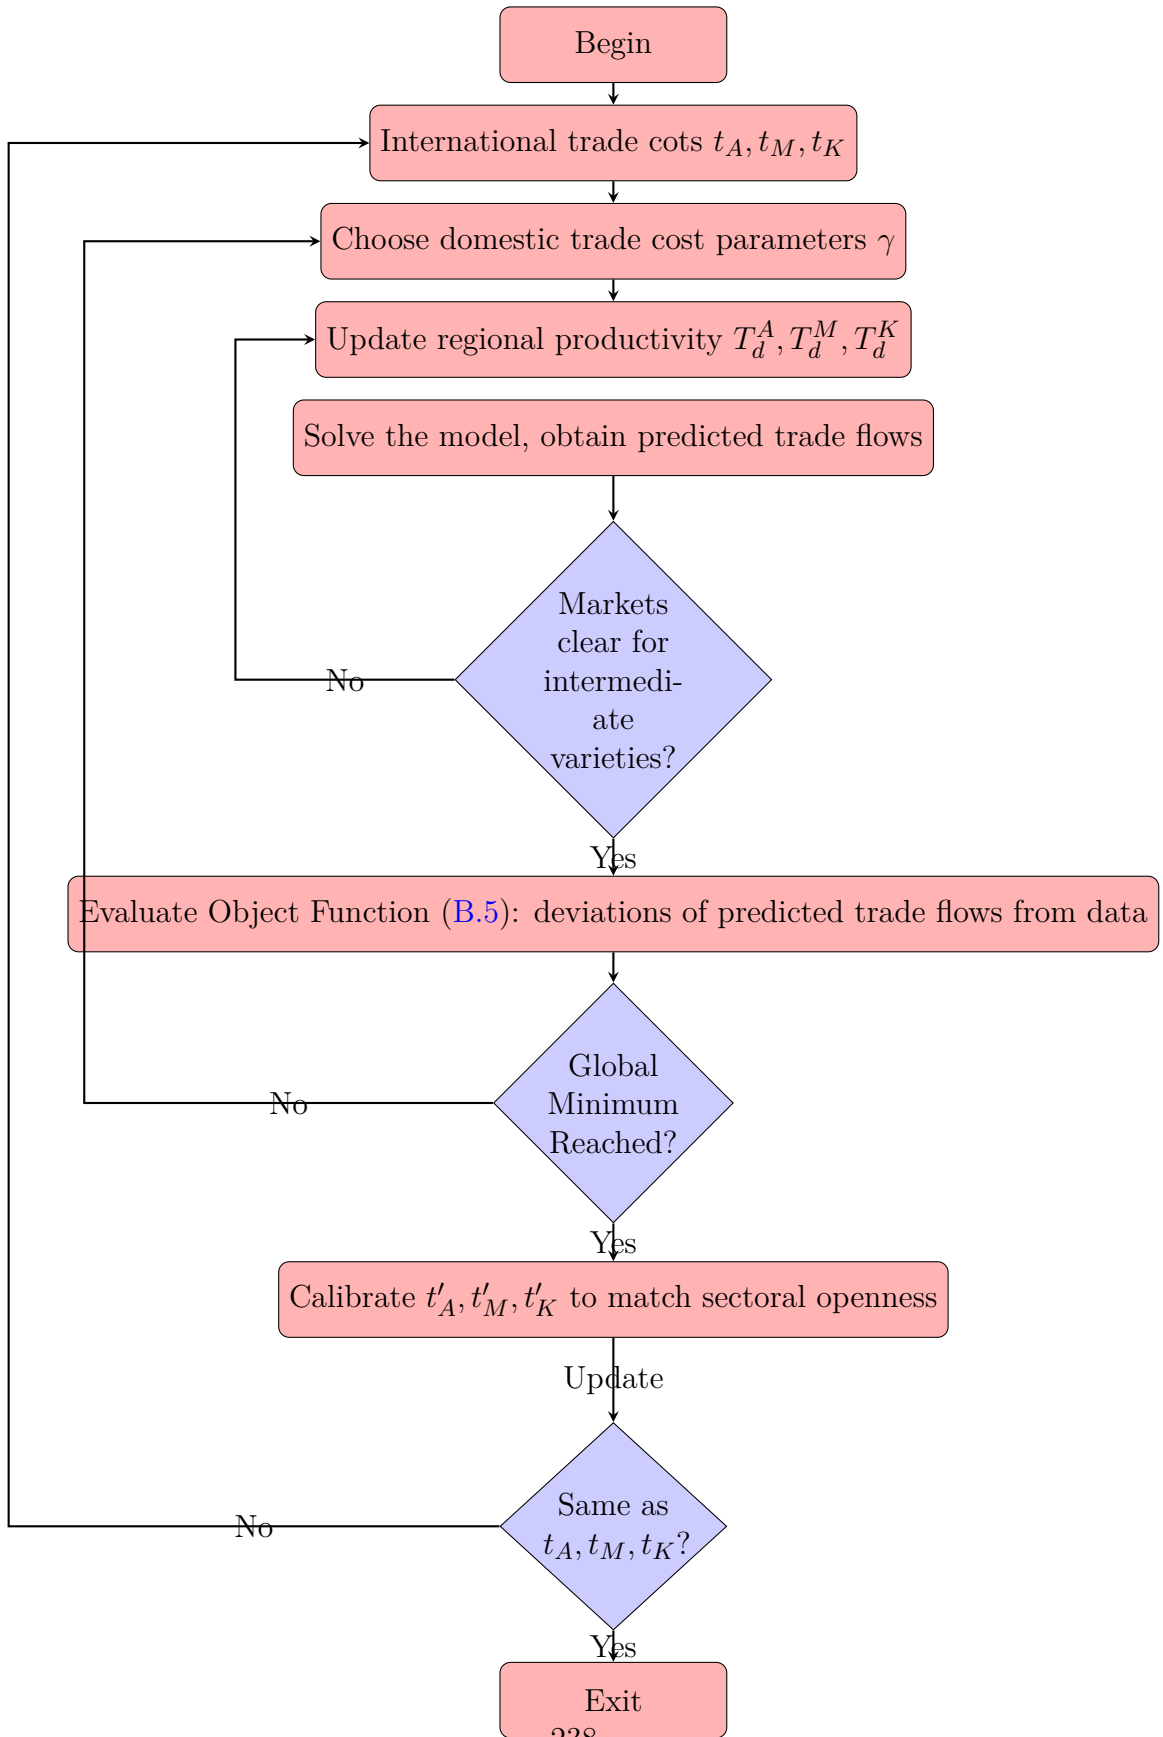 Begin
International trade cots $t_A, t_M, t_K$
Choose domestic trade cost parameters $\gamma$
Update regional productivity $T_d^A, T_d^M, T_d^K$
Solve the model, obtain predicted trade flows
Markets
clear for
intermedi-
ate
varieties?
No
Yes
Evaluate Object Function (B.5): deviations of predicted trade flows from data
Global
Minimum
Reached?
No
Yes
Calibrate $t'_A, t'_M, t'_K$ to match sectoral openness
Update
Same as
$t_A, t_M, t_K$?
No
Yes
Exit
238